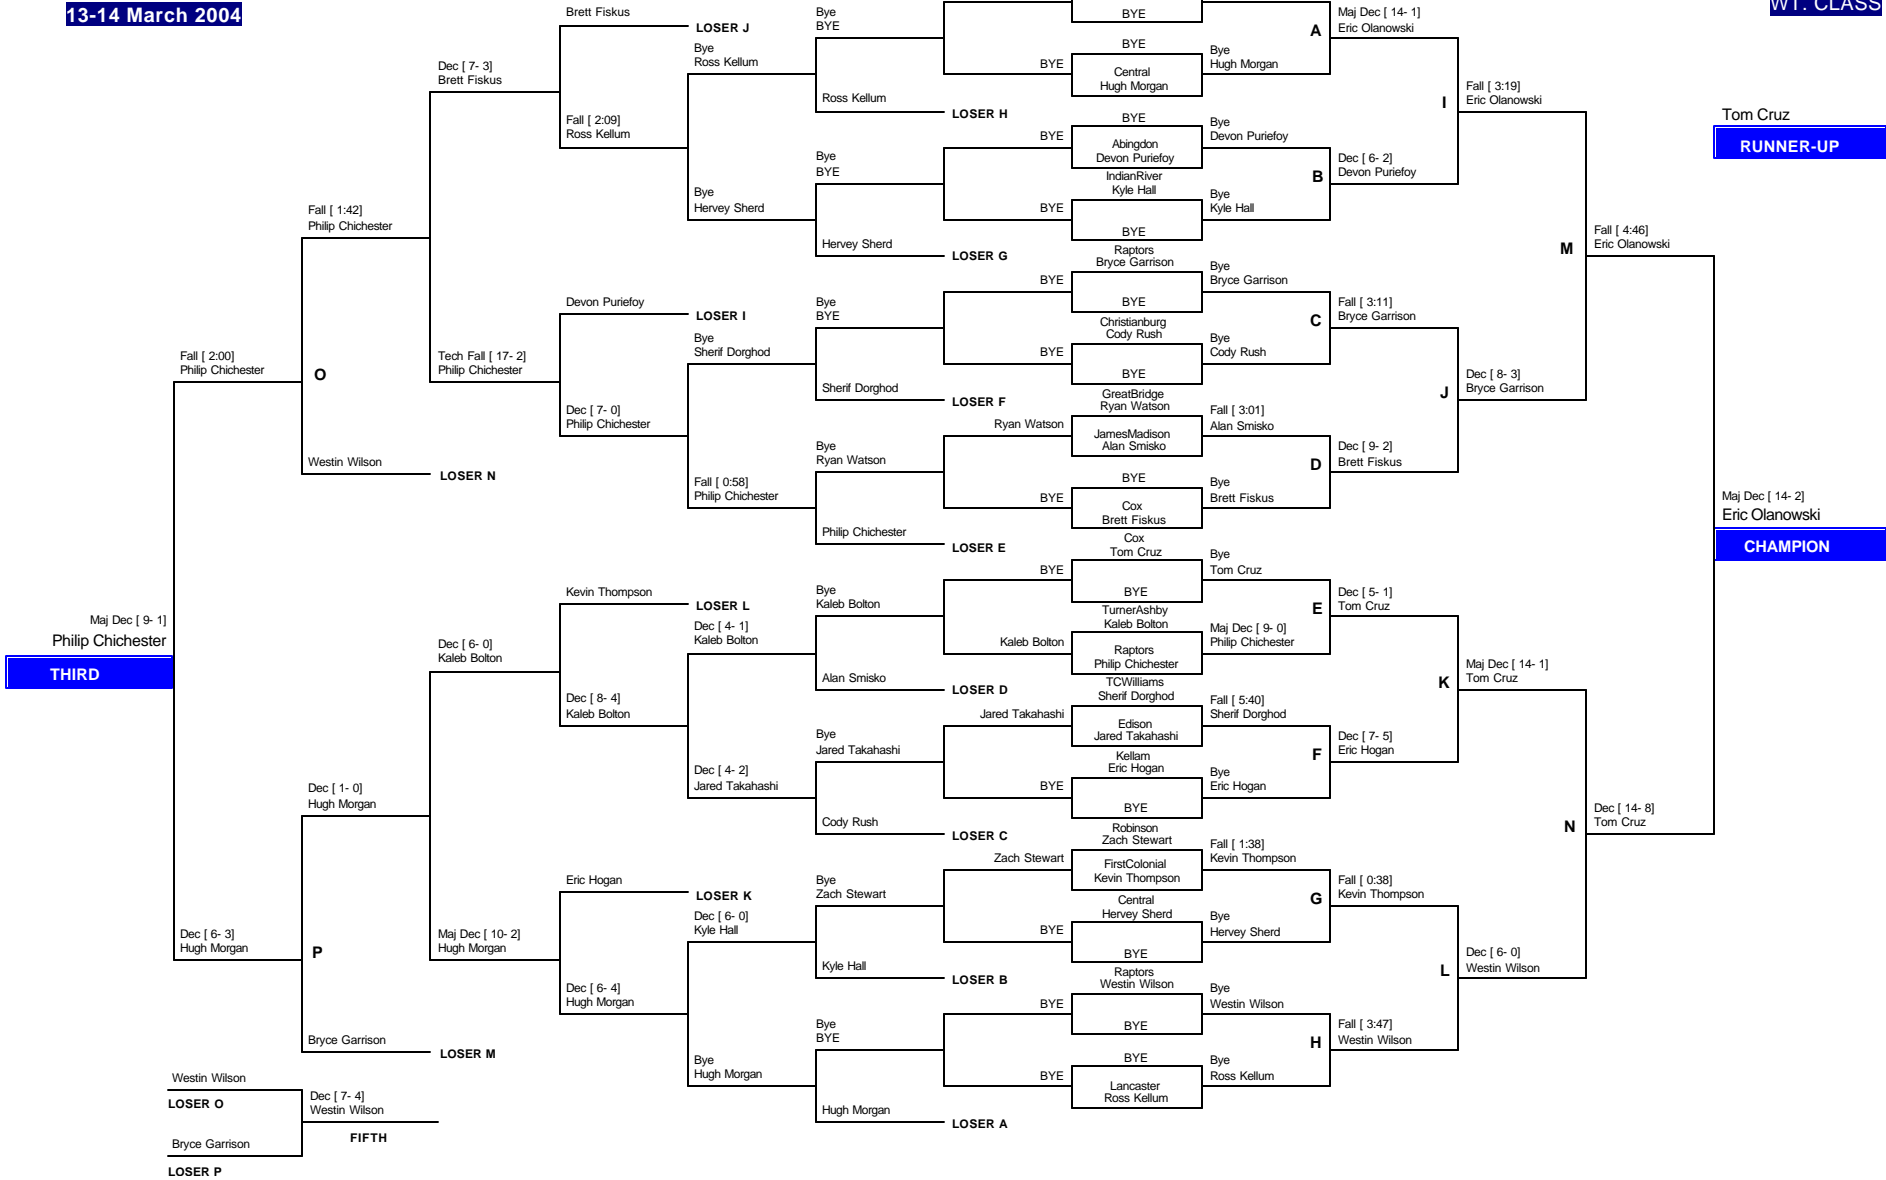 13-14 March 2004
WT. CLASS
Brett Fiskus
LOSER J
Bye
Ross Kellum
Dec [ 7- 3]
Brett Fiskus
Fall [ 2:09]
Ross Kellum
Bye
Hervey Sherd
Fall [ 1:42]
Philip Chichester
Devon Puriefoy
LOSER I
Bye
Sherif Dorghod
Fall [ 2:00]
Philip Chichester
O
Tech Fall [ 17- 2]
Philip Chichester
Dec [ 7- 0]
Philip Chichester
Westin Wilson
LOSER N
Fall [ 0:58]
Philip Chichester
Maj Dec [ 9- 1]
Philip Chichester
THIRD
Kevin Thompson
LOSER L
Dec [ 4- 1]
Kaleb Bolton
Dec [ 6- 0]
Kaleb Bolton
Dec [ 8- 4]
Kaleb Bolton
Dec [ 4- 2]
Jared Takahashi
Dec [ 1- 0]
Hugh Morgan
Eric Hogan
LOSER K
Dec [ 6- 0]
Kyle Hall
Dec [ 6- 3]
Hugh Morgan
P
Maj Dec [ 10- 2]
Hugh Morgan
Dec [ 6- 4]
Hugh Morgan
Bryce Garrison
LOSER M
Bye
Hugh Morgan
Westin Wilson
LOSER O
Dec [ 7- 4]
Westin Wilson
FIFTH
Bryce Garrison
LOSER P
Bye
BYE
Ross Kellum
LOSER H
Bye
BYE
Hervey Sherd
LOSER G
Bye
BYE
Sherif Dorghod
LOSER F
Bye
Ryan Watson
Philip Chichester
LOSER E
Bye
Kaleb Bolton
Alan Smisko
LOSER D
Bye
Jared Takahashi
Cody Rush
LOSER C
Bye
Zach Stewart
Kyle Hall
LOSER B
Bye
BYE
Hugh Morgan
LOSER A
BYE
BYE
BYE
BYE
BYE
Ryan Watson
BYE
BYE
Kaleb Bolton
Jared Takahashi
BYE
Zach Stewart
BYE
BYE
BYE
BYE
BYE
Central
Hugh Morgan
BYE
Abingdon
Devon Puriefoy
IndianRiver
Kyle Hall
BYE
Raptors
Bryce Garrison
BYE
Christianburg
Cody Rush
BYE
GreatBridge
Ryan Watson
JamesMadison
Alan Smisko
BYE
Cox
Brett Fiskus
Cox
Tom Cruz
BYE
TurnerAshby
Kaleb Bolton
Raptors
Philip Chichester
TCWilliams
Sherif Dorghod
Edison
Jared Takahashi
Kellam
Eric Hogan
BYE
Robinson
Zach Stewart
FirstColonial
Kevin Thompson
Central
Hervey Sherd
BYE
Raptors
Westin Wilson
BYE
BYE
Lancaster
Ross Kellum
Bye
Hugh Morgan
Bye
Devon Puriefoy
Bye
Kyle Hall
Bye
Bryce Garrison
Bye
Cody Rush
Fall [ 3:01]
Alan Smisko
Bye
Brett Fiskus
Bye
Tom Cruz
Maj Dec [ 9- 0]
Philip Chichester
Fall [ 5:40]
Sherif Dorghod
Bye
Eric Hogan
Fall [ 1:38]
Kevin Thompson
Bye
Hervey Sherd
Bye
Westin Wilson
Bye
Ross Kellum
A
Maj Dec [ 14- 1]
Eric Olanowski
B
Dec [ 6- 2]
Devon Puriefoy
C
Fall [ 3:11]
Bryce Garrison
D
Dec [ 9- 2]
Brett Fiskus
E
Dec [ 5- 1]
Tom Cruz
F
Dec [ 7- 5]
Eric Hogan
G
Fall [ 0:38]
Kevin Thompson
H
Fall [ 3:47]
Westin Wilson
I
Fall [ 3:19]
Eric Olanowski
J
Dec [ 8- 3]
Bryce Garrison
K
Maj Dec [ 14- 1]
Tom Cruz
L
Dec [ 6- 0]
Westin Wilson
M
Fall [ 4:46]
Eric Olanowski
N
Dec [ 14- 8]
Tom Cruz
Tom Cruz
RUNNER-UP
Maj Dec [ 14- 2]
Eric Olanowski
CHAMPION